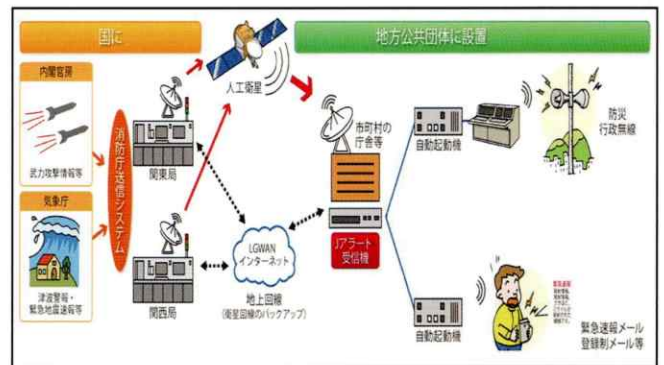 国に
地方公共団体に設置
内閣官房
武力攻撃情報等
気象庁
津波警報・
緊急地震速報等
消防庁送信システム
関東局
関西局
人工衛星
LGWAN
インターネット
地上回線
(衛星回線のバックアップ)
市町村の
庁舎等
Jアラート
受信機
自動起動機
防災
行政無線
自動起動機
緊急速報
緊急速報メール
登録制メール等